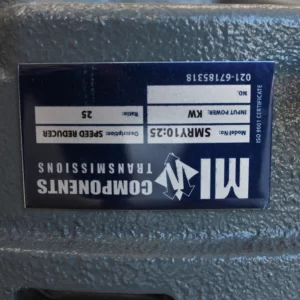 MI
COMPONENTS
TRANSMISSIONS
Model No: SMRY10:25 Description: SPEED REDUCER
INPUT POWER: KW Ratio: 25
NO.
ISO 9001 CERTIFICATE
021-67185318